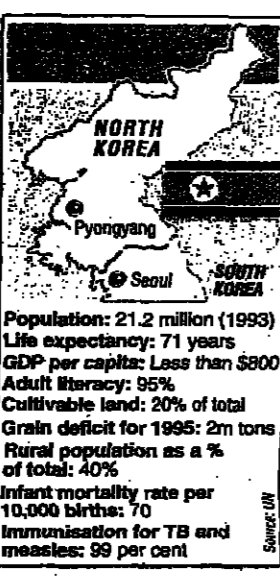 NORTH
KOREA
Pyongyang
Seoul
SOUTH
KOREA
Population: 21.2 million (1993)
Life expectancy: 71 years
GDP per capita: Less than $800
Adult literacy: 95%
Cultivable land: 20% of total
Grain deficit for 1995: 2m tons
Rural population as a %
of total: 40%
Infant mortality rate per
10,000 births: 70
Immunisation for TB and
measles: 99 per cent
Source: UN